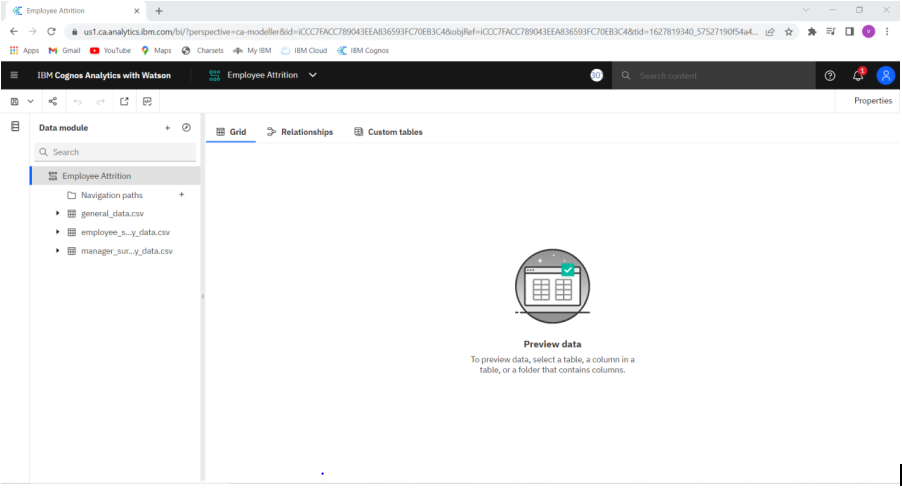 Employee Attrition
us1.ca.analytics.ibm.com/bi/?perspective=ca-modeller&id=iCCC7FACC789043EEA836593FC70EB3C48&objRef=iCCC7FACC789043EEA836593FC70EB3C48&tid=1627819340_57527190f54a4...
Apps Gmail YouTube Maps Charsets My IBM IBM Cloud IBM Cognos
IBM Cognos Analytics with Watson Employee Attrition Search content 1
Properties
Data module
Grid Relationships Custom tables
Search
Employee Attrition
Navigation paths
general_data.csv
employee_s...y_data.csv
manager_sur...y_data.csv
Preview data
To preview data, select a table, a column in a
table, or a folder that contains columns.